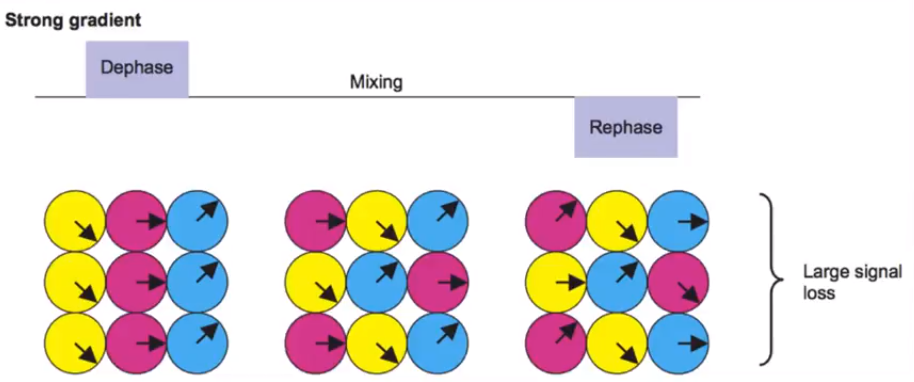 Strong gradient
Dephase
Mixing
Rephase
Large signal
loss